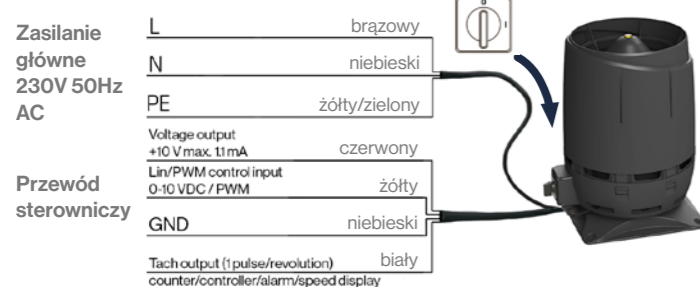 Zasilanie
główne
230V 50Hz
AC
L brązowy
N niebieski
PE żółty/zielony
Przewód
sterowniczy
Voltage output
+10 V max. 1.1 mA czerwony
Lin/PWM control input
0-10 VDC / PWM żółty
GND niebieski
Tach output (1 pulse/revolution) biały
counter/controller/alarm/speed display